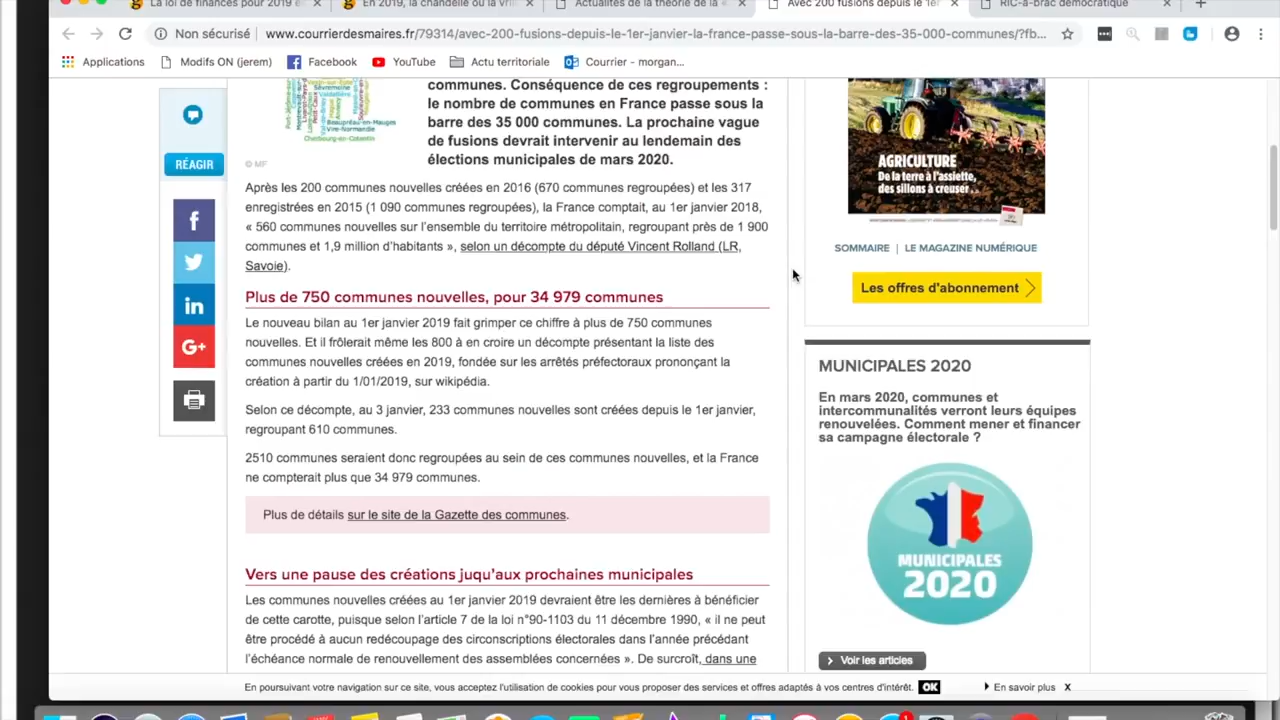 La loi de finances pour 2019 es
En 2019, la chandelle ou la vril
Actualités de la théorie de la «
Avec 200 fusions depuis le 1er
RIC-à-brac démocratique
Non sécurisé
www.courrierdesmaires.fr/79314/avec-200-fusions-depuis-le-1er-janvier-la-france-passe-sous-la-barre-des-35-000-communes/?fb...
Applications
Modifs ON (jerem)
Facebook
YouTube
Actu territoriale
Courrier – morgan...
RÉAGIR
Beaupréau-en-Mauges
Vire-Normandie
Cherbourg-en-Cotentin
© MF
communes. Conséquence de ces regroupements :
le nombre de communes en France passe sous la
barre des 35 000 communes. La prochaine vague
de fusions devrait intervenir au lendemain des
élections municipales de mars 2020.
Après les 200 communes nouvelles créées en 2016 (670 communes regroupées) et les 317
enregistrées en 2015 (1 090 communes regroupées), la France comptait, au 1er janvier 2018,
« 560 communes nouvelles sur l'ensemble du territoire métropolitain, regroupant près de 1 900
communes et 1,9 million d'habitants », selon un décompte du député Vincent Rolland (LR,
Savoie).
Plus de 750 communes nouvelles, pour 34 979 communes
Le nouveau bilan au 1er janvier 2019 fait grimper ce chiffre à plus de 750 communes
nouvelles. Et il frôlerait même les 800 à en croire un décompte présentant la liste des
communes nouvelles créées en 2019, fondée sur les arrêtés préfectoraux prononçant la
création à partir du 1/01/2019, sur wikipédia.
Selon ce décompte, au 3 janvier, 233 communes nouvelles sont créées depuis le 1er janvier,
regroupant 610 communes.
2510 communes seraient donc regroupées au sein de ces communes nouvelles, et la France
ne compterait plus que 34 979 communes.
Plus de détails sur le site de la Gazette des communes.
Vers une pause des créations juqu'aux prochaines municipales
Les communes nouvelles créées au 1er janvier 2019 devraient être les dernières à bénéficier
de cette carotte, puisque selon l'article 7 de la loi n°90-1103 du 11 décembre 1990, « il ne peut
être procédé à aucun redécoupage des circonscriptions électorales dans l'année précédant
l'échéance normale de renouvellement des assemblées concernées ». De surcroît, dans une
AGRICULTURE
De la terre à l'assiette,
des sillons à creuser...
SOMMAIRE | LE MAGAZINE NUMÉRIQUE
Les offres d'abonnement
MUNICIPALES 2020
En mars 2020, communes et
intercommunalités verront leurs équipes
renouvelées. Comment mener et financer
sa campagne électorale ?
MUNICIPALES
2020
Voir les articles
En poursuivant votre navigation sur ce site, vous acceptez l'utilisation de cookies pour vous proposer des services et offres adaptés à vos centres d'intérêt. OK
En savoir plus X